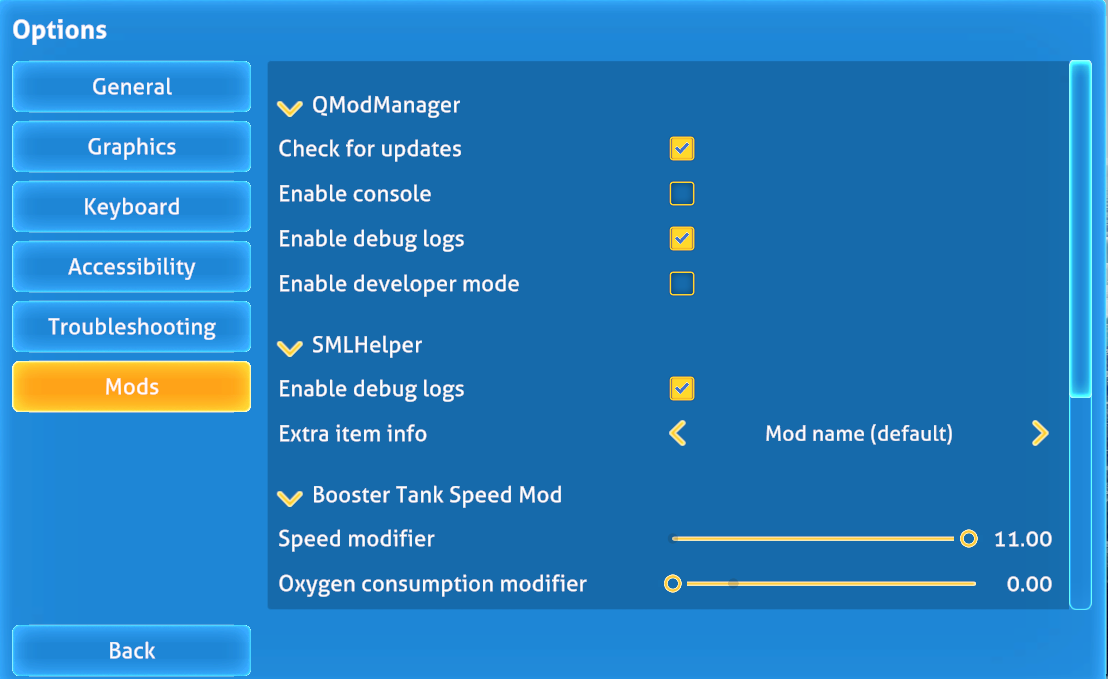 Options
General
Graphics
Keyboard
Accessibility
Troubleshooting
Mods
Back
QModManager
Check for updates
Enable console
Enable debug logs
Enable developer mode
SMLHelper
Enable debug logs
Extra item info Mod name (default)
Booster Tank Speed Mod
Speed modifier 11.00
Oxygen consumption modifier 0.00